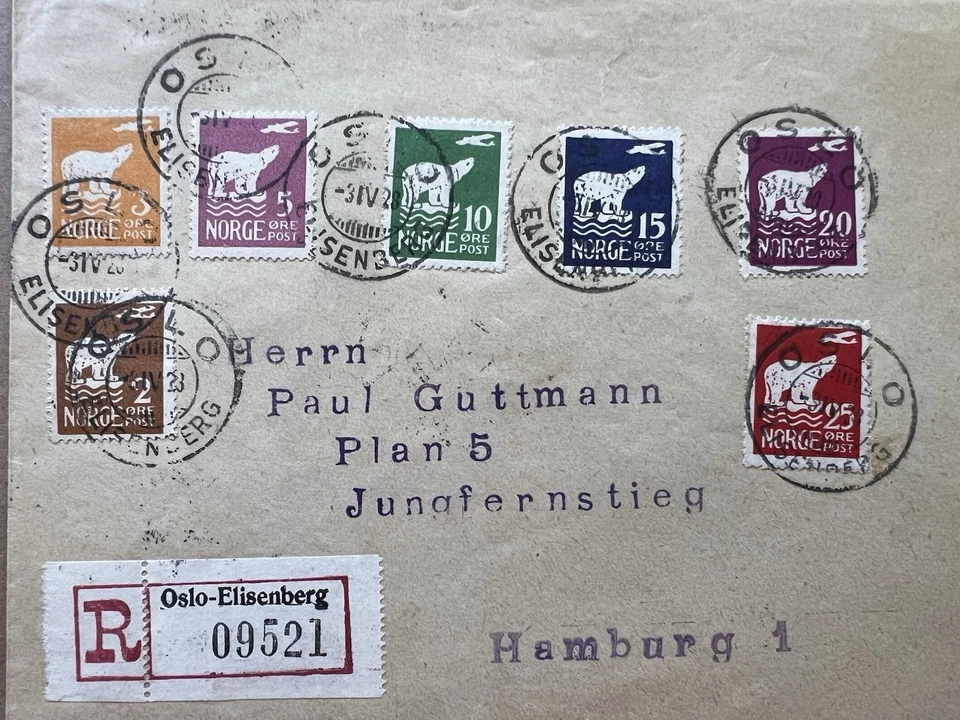 OSLO
ELISENBERG
-3IV 28
3
NORGE ØRE POST
5
NORGE ØRE POST
10
NORGE ØRE POST
15
NORGE ØRE POST
20
NORGE ØRE POST
2
NORGE ØRE POST
25
NORGE ØRE POST
Herrn
Paul Guttmann
Plan 5
Jungfernstieg
Hamburg 1
R
Oslo-Elisenberg
09521